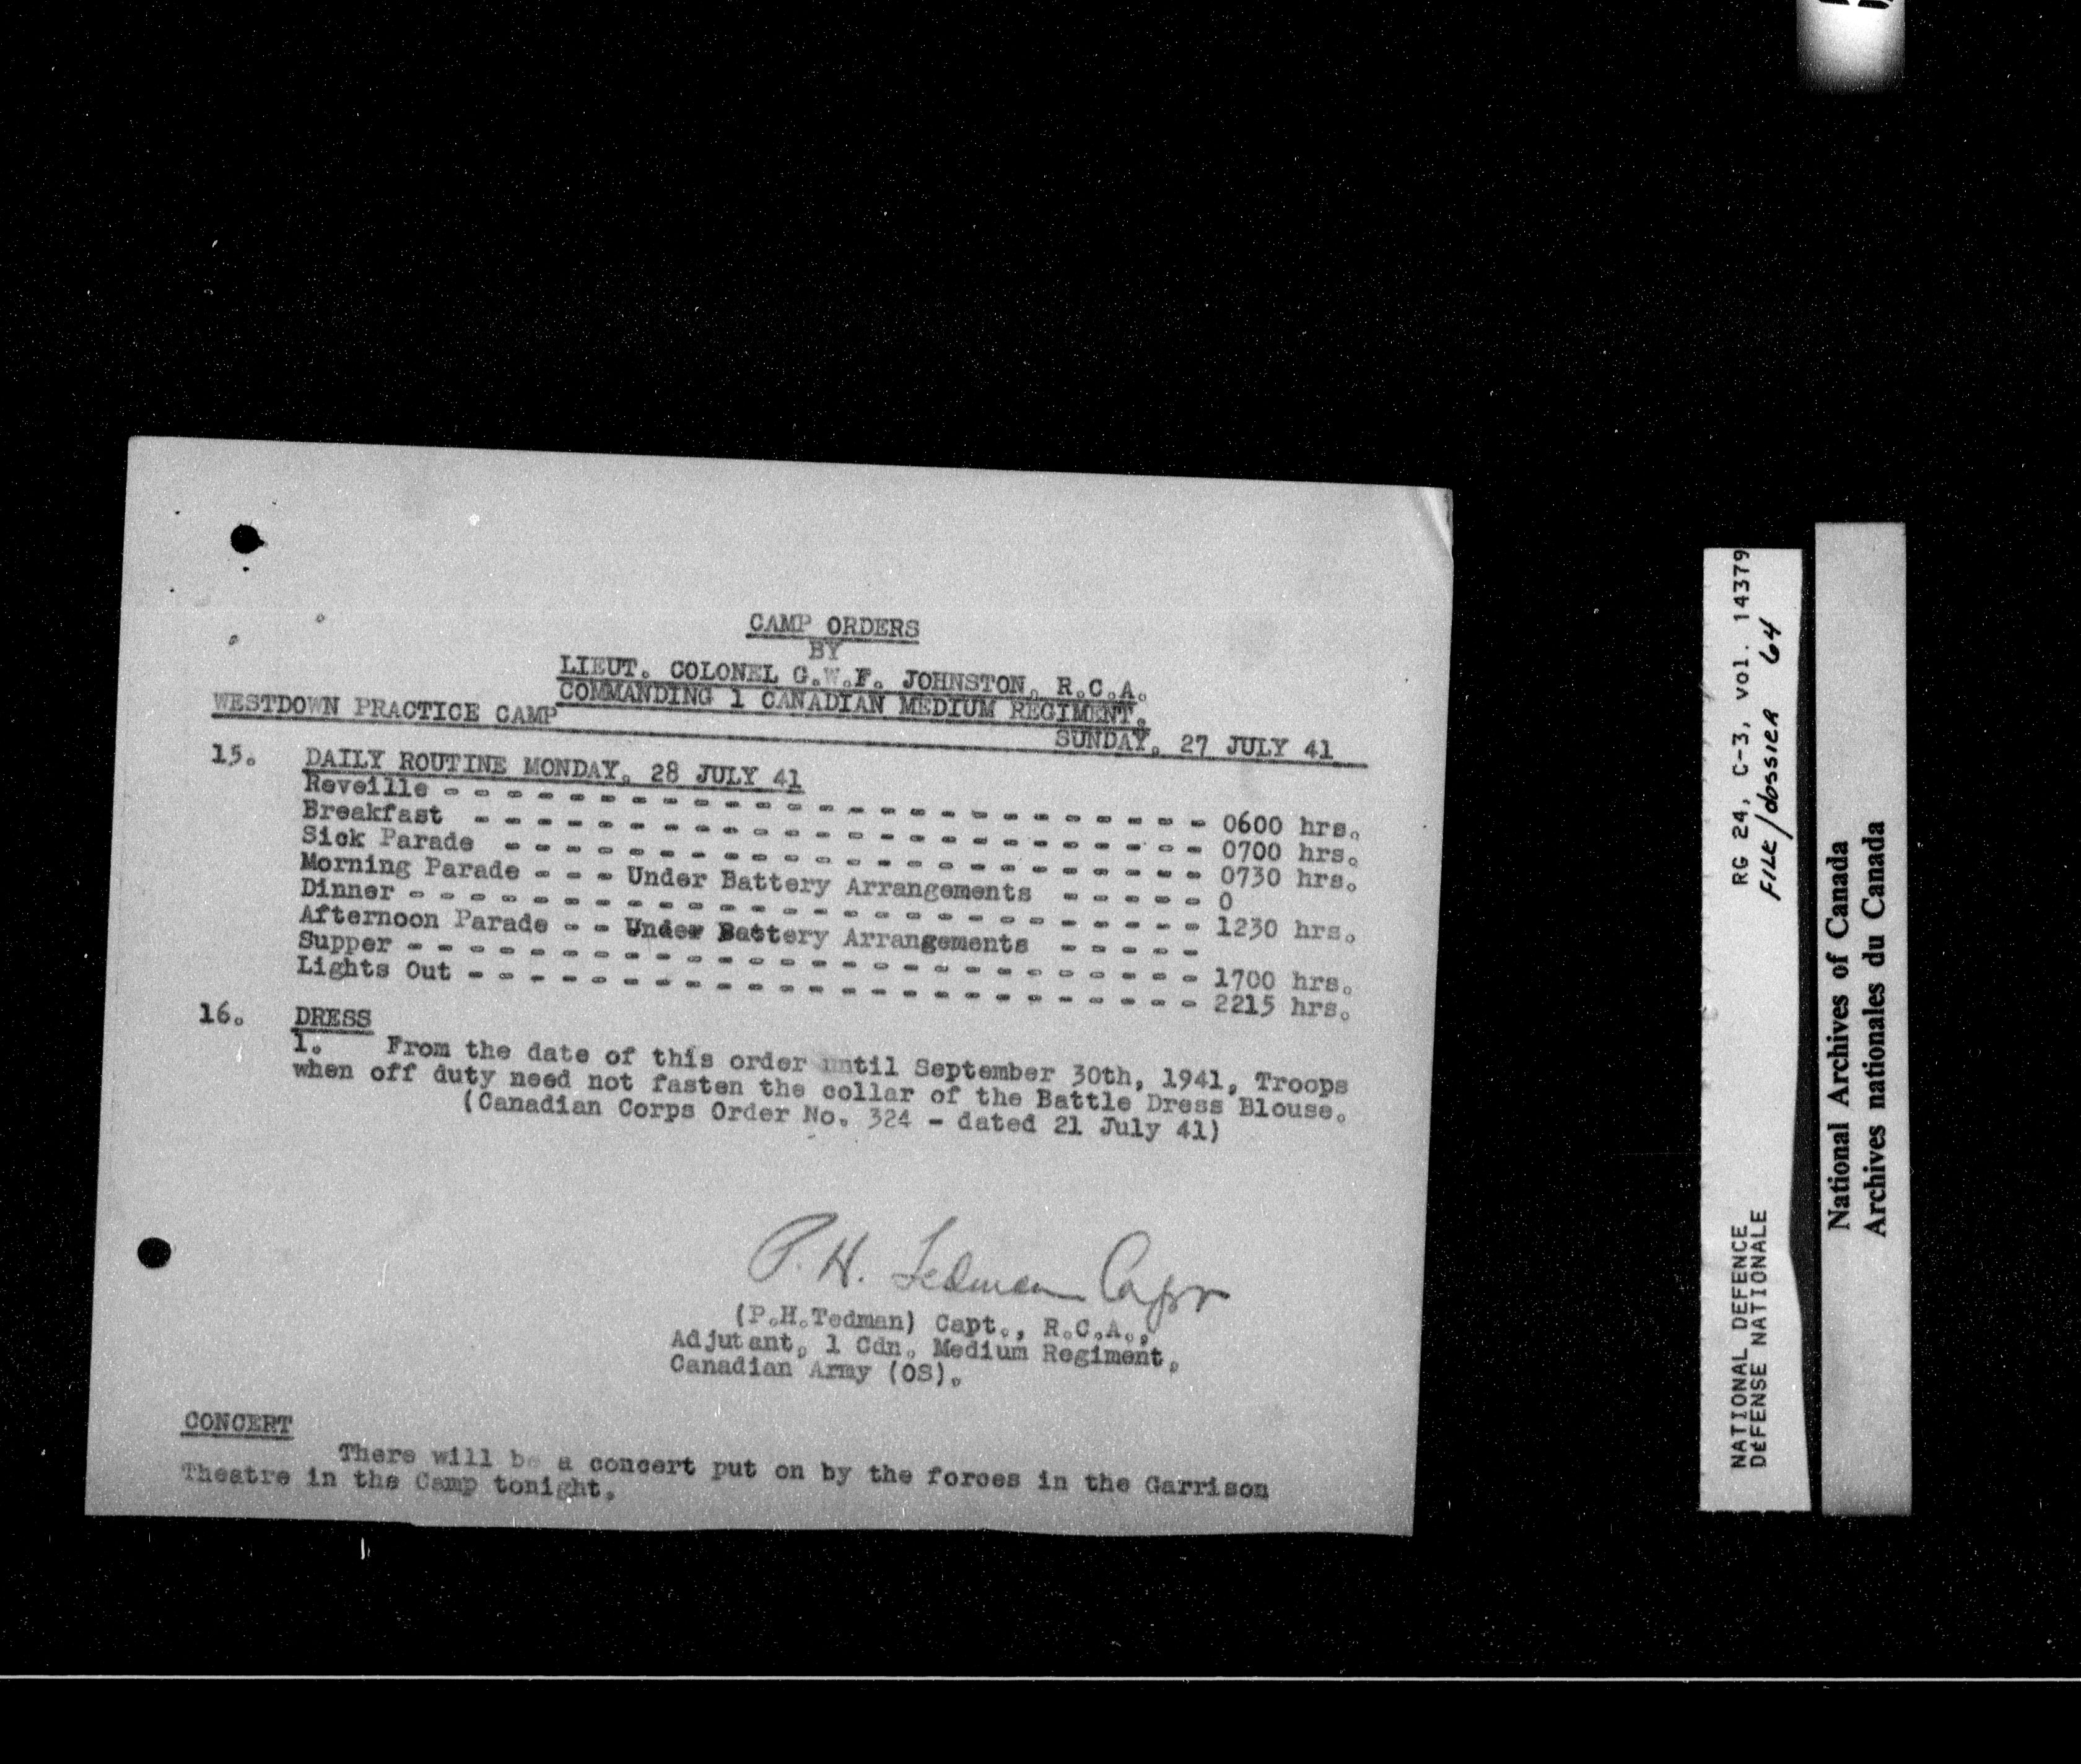 CAMP ORDERS
BY
LIEUT. COLONEL G.W.F. JOHNSTON, R.C.A.
COMMANDING 1 CANADIAN MEDIUM REGIMENT.
WESTDOWN PRACTICE CAMP
SUNDAY, 27 JULY 41
15. DAILY ROUTINE MONDAY, 28 JULY 41
Reveille - - - - - - - - - - - - - - - - - - - - - - - - - 0600 hrs.
Breakfast - - - - - - - - - - - - - - - - - - - - - - - - 0700 hrs.
Sick Parade - - - - - - - - - - - - - - - - - - - - - - - 0730 hrs.
Morning Parade - - - Under Battery Arrangements - - - - - 0
Dinner - - - - - - - - - - - - - - - - - - - - - - - - - - 1230 hrs.
Afternoon Parade - - Under Battery Arrangements - - - - -
Supper - - - - - - - - - - - - - - - - - - - - - - - - - - 1700 hrs.
Lights Out - - - - - - - - - - - - - - - - - - - - - - - - 2215 hrs.
16. DRESS
1. From the date of this order until September 30th, 1941, Troops
when off duty need not fasten the collar of the Battle Dress Blouse.
(Canadian Corps Order No. 324 - dated 21 July 41)
P.H. Tedman Capt
(P.H.Tedman) Capt., R.C.A.,
Adjutant, 1 Cdn. Medium Regiment,
Canadian Army (OS).
CONCERT
There will be a concert put on by the forces in the Garrison
Theatre in the Camp tonight.
NATIONAL DEFENCE RG 24, C-3, vol. 14379
DéFENSE NATIONALE FILE/dossier 64
National Archives of Canada
Archives nationales du Canada